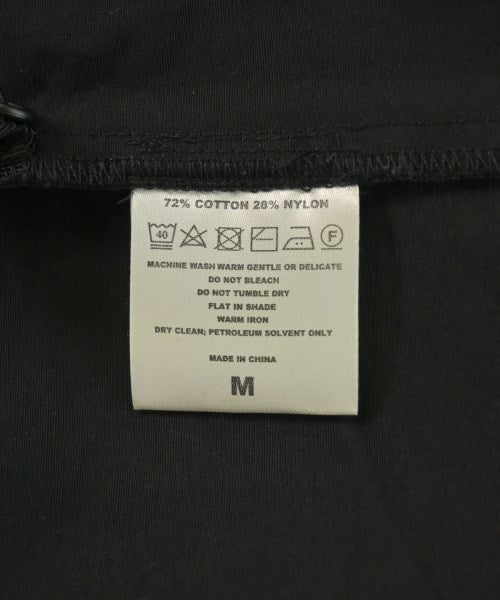 72% COTTON 28% NYLON
40 F
MACHINE WASH WARM GENTLE OR DELICATE
DO NOT BLEACH
DO NOT TUMBLE DRY
FLAT IN SHADE
WARM IRON
DRY CLEAN; PETROLEUM SOLVENT ONLY
MADE IN CHINA
M